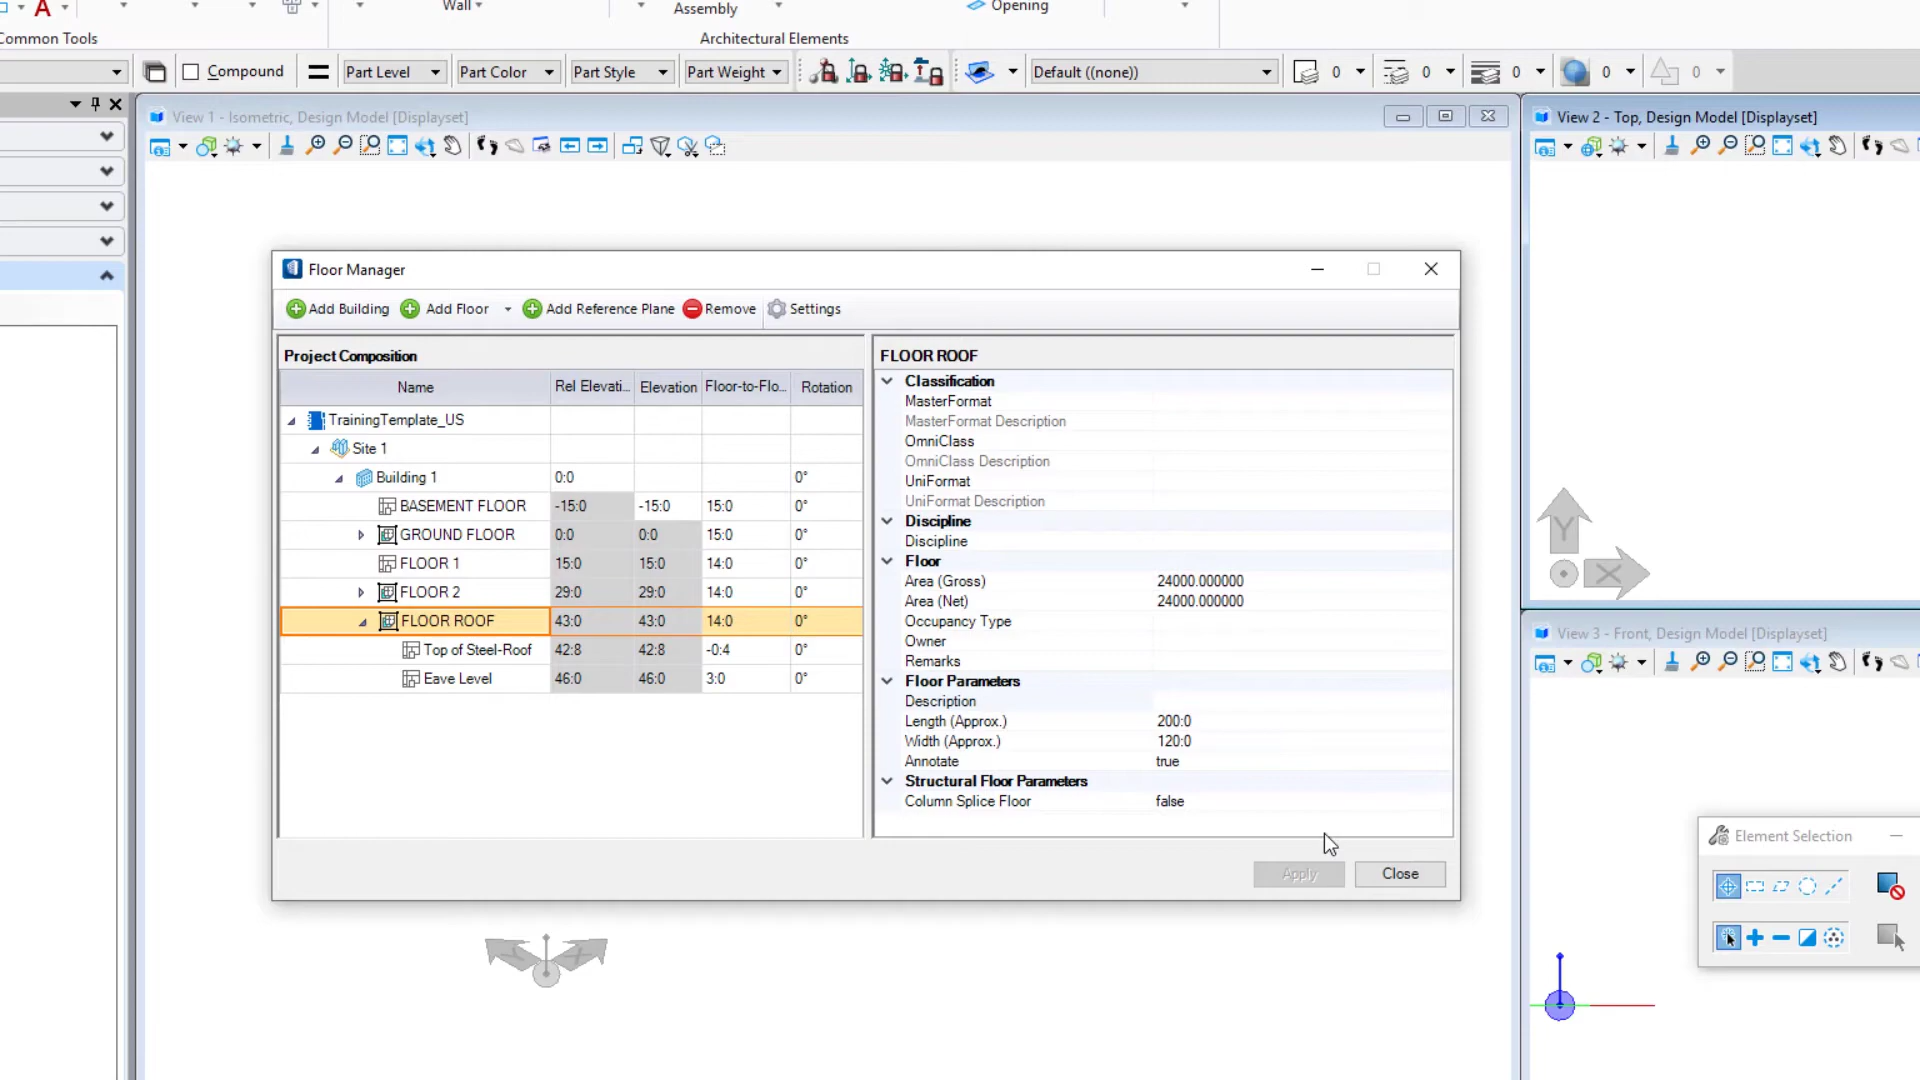 Wall
Assembly
Opening
Common Tools
Architectural Elements
Compound
Part Level
Part Color
Part Style
Part Weight
Default ((none))
0
0
0
0
0
View 1 - Isometric, Design Model [Displayset]
View 2 - Top, Design Model [Displayset]
Floor Manager
Add Building
Add Floor
Add Reference Plane
Remove
Settings
Project Composition
Name
Rel Elevati...
Elevation
Floor-to-Flo...
Rotation
TrainingTemplate_US
Site 1
Building 1 0:0 0°
BASEMENT FLOOR -15:0 -15:0 15:0 0°
GROUND FLOOR 0:0 0:0 15:0 0°
FLOOR 1 15:0 15:0 14:0 0°
FLOOR 2 29:0 29:0 14:0 0°
FLOOR ROOF 43:0 43:0 14:0 0°
Top of Steel-Roof 42:8 42:8 -0:4 0°
Eave Level 46:0 46:0 3:0 0°
FLOOR ROOF
Classification
MasterFormat
MasterFormat Description
OmniClass
OmniClass Description
UniFormat
UniFormat Description
Discipline
Discipline
Floor
Area (Gross) 24000.000000
Area (Net) 24000.000000
Occupancy Type
Owner
Remarks
Floor Parameters
Description
Length (Approx.) 200:0
Width (Approx.) 120:0
Annotate true
Structural Floor Parameters
Column Splice Floor false
Apply
Close
Y
X
View 3 - Front, Design Model [Displayset]
Element Selection